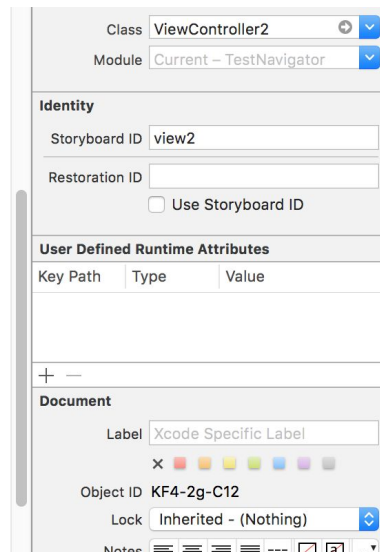 Class ViewController2
Module Current – TestNavigator
Identity
Storyboard ID view2
Restoration ID
Use Storyboard ID
User Defined Runtime Attributes
Key Path Type Value
Document
Label Xcode Specific Label
Object ID KF4-2g-C12
Lock Inherited - (Nothing)
Notes